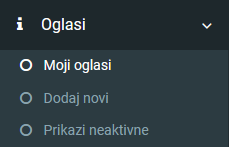 Oglasi
Moji oglasi
Dodaj novi
Prikazi neaktivne